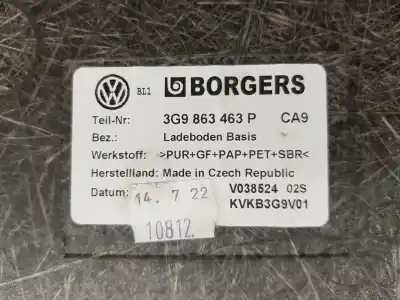 BL1 BORGERS
Teil-Nr: 3G9 863 463 P CA9
Bez.: Ladeboden Basis
Werkstoff: >PUR+GF+PAP+PET+SBR<
Herstellland: Made in Czech Republic
Datum: V038524 02S
14. 7 22 KVKB3G9V01
10812.